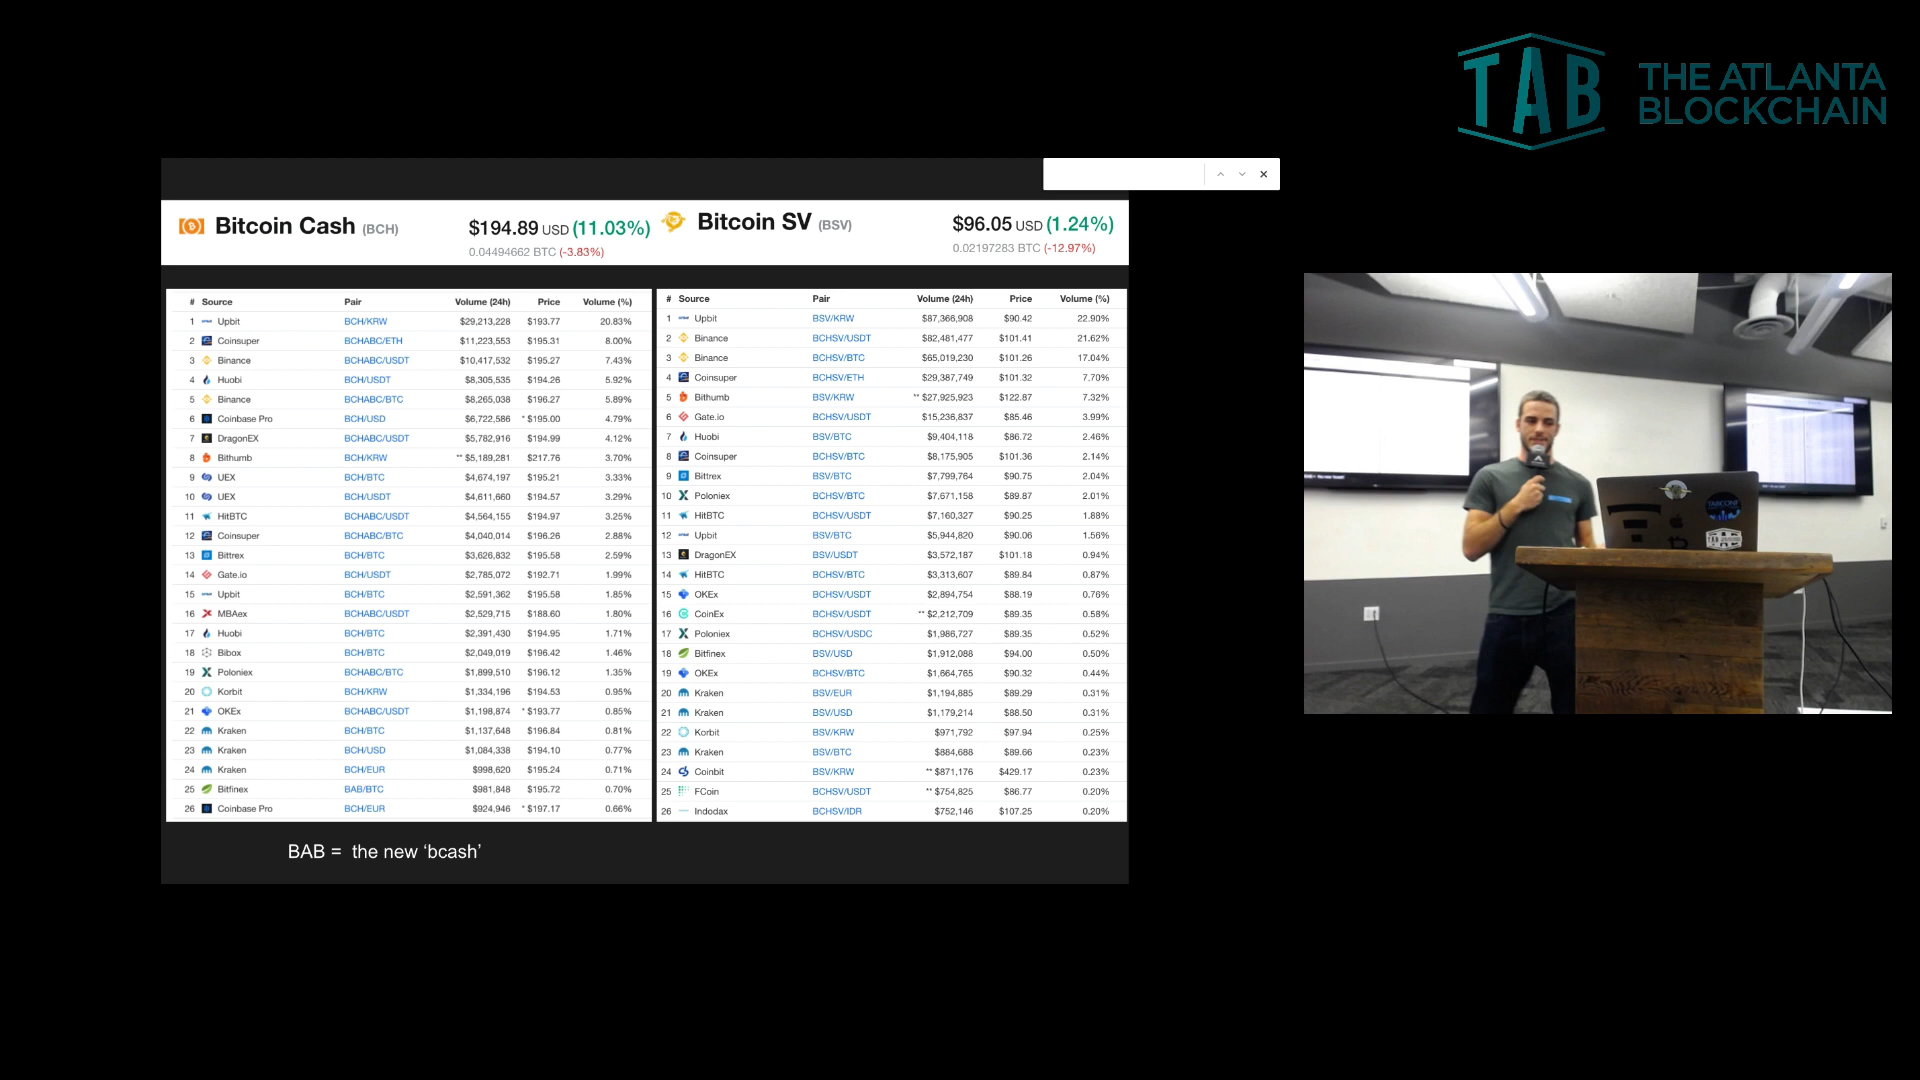 TAB THE ATLANTA
BLOCKCHAIN
Bitcoin Cash (BCH) $194.89 USD (11.03%)
0.04494662 BTC (-3.83%)
Bitcoin SV (BSV) $96.05 USD (1.24%)
0.02197283 BTC (-12.97%)
# Source Pair Volume (24h) Price Volume (%)
1 Upbit BCH/KRW $29,213,228 $193.77 20.83%
2 Coinsuper BCHABC/ETH $11,223,553 $195.31 8.00%
3 Binance BCHABC/USDT $10,417,532 $195.27 7.43%
4 Huobi BCH/USDT $8,305,535 $194.26 5.92%
5 Binance BCHABC/BTC $8,265,038 $196.27 5.89%
6 Coinbase Pro BCH/USD $6,722,586 * $195.00 4.79%
7 DragonEX BCHABC/USDT $5,782,916 $194.99 4.12%
8 Bithumb BCH/KRW ** $5,189,281 $217.76 3.70%
9 UEX BCH/BTC $4,674,197 $195.21 3.33%
10 UEX BCH/USDT $4,611,660 $194.57 3.29%
11 HitBTC BCHABC/USDT $4,564,155 $194.97 3.25%
12 Coinsuper BCHABC/BTC $4,040,014 $196.26 2.88%
13 Bittrex BCH/BTC $3,626,832 $195.58 2.59%
14 Gate.io BCH/USDT $2,785,072 $192.71 1.99%
15 Upbit BCH/BTC $2,591,362 $195.58 1.85%
16 MBAex BCHABC/USDT $2,529,715 $188.60 1.80%
17 Huobi BCH/BTC $2,391,430 $194.95 1.71%
18 Bibox BCH/BTC $2,049,019 $196.42 1.46%
19 Poloniex BCHABC/BTC $1,899,510 $196.12 1.35%
20 Korbit BCH/KRW $1,334,196 $194.53 0.95%
21 OKEx BCHABC/USDT $1,198,874 * $193.77 0.85%
22 Kraken BCH/BTC $1,137,648 $196.84 0.81%
23 Kraken BCH/USD $1,084,338 $194.10 0.77%
24 Kraken BCH/EUR $998,620 $195.24 0.71%
25 Bitfinex BAB/BTC $981,848 $195.72 0.70%
26 Coinbase Pro BCH/EUR $924,946 * $197.17 0.66%
# Source Pair Volume (24h) Price Volume (%)
1 Upbit BSV/KRW $87,366,908 $90.42 22.90%
2 Binance BCHSV/USDT $82,481,477 $101.41 21.62%
3 Binance BCHSV/BTC $65,019,230 $101.26 17.04%
4 Coinsuper BCHSV/ETH $29,387,749 $101.32 7.70%
5 Bithumb BSV/KRW ** $27,925,923 $122.87 7.32%
6 Gate.io BCHSV/USDT $15,236,837 $85.46 3.99%
7 Huobi BSV/BTC $9,404,118 $86.72 2.46%
8 Coinsuper BCHSV/BTC $8,175,905 $101.36 2.14%
9 Bittrex BSV/BTC $7,799,764 $90.75 2.04%
10 Poloniex BCHSV/BTC $7,671,158 $89.87 2.01%
11 HitBTC BCHSV/USDT $7,160,327 $90.25 1.88%
12 Upbit BSV/BTC $5,944,820 $90.06 1.56%
13 DragonEX BSV/USDT $3,572,187 $101.18 0.94%
14 HitBTC BCHSV/BTC $3,313,607 $89.84 0.87%
15 OKEx BCHSV/USDT $2,894,754 $88.19 0.76%
16 CoinEx BCHSV/USDT ** $2,212,709 $89.35 0.58%
17 Poloniex BCHSV/USDC $1,986,727 $89.35 0.52%
18 Bitfinex BSV/USD $1,912,088 $94.00 0.50%
19 OKEx BCHSV/BTC $1,664,765 $90.32 0.44%
20 Kraken BSV/EUR $1,194,885 $89.29 0.31%
21 Kraken BSV/USD $1,179,214 $88.50 0.31%
22 Korbit BSV/KRW $971,792 $97.94 0.25%
23 Kraken BSV/BTC $884,688 $89.66 0.23%
24 Coinbit BSV/KRW ** $871,176 $429.17 0.23%
25 FCoin BCHSV/USDT ** $754,825 $86.77 0.20%
26 Indodax BCHSV/IDR $752,146 $107.25 0.20%
BAB = the new ‘bcash’
TABCONF
TAB